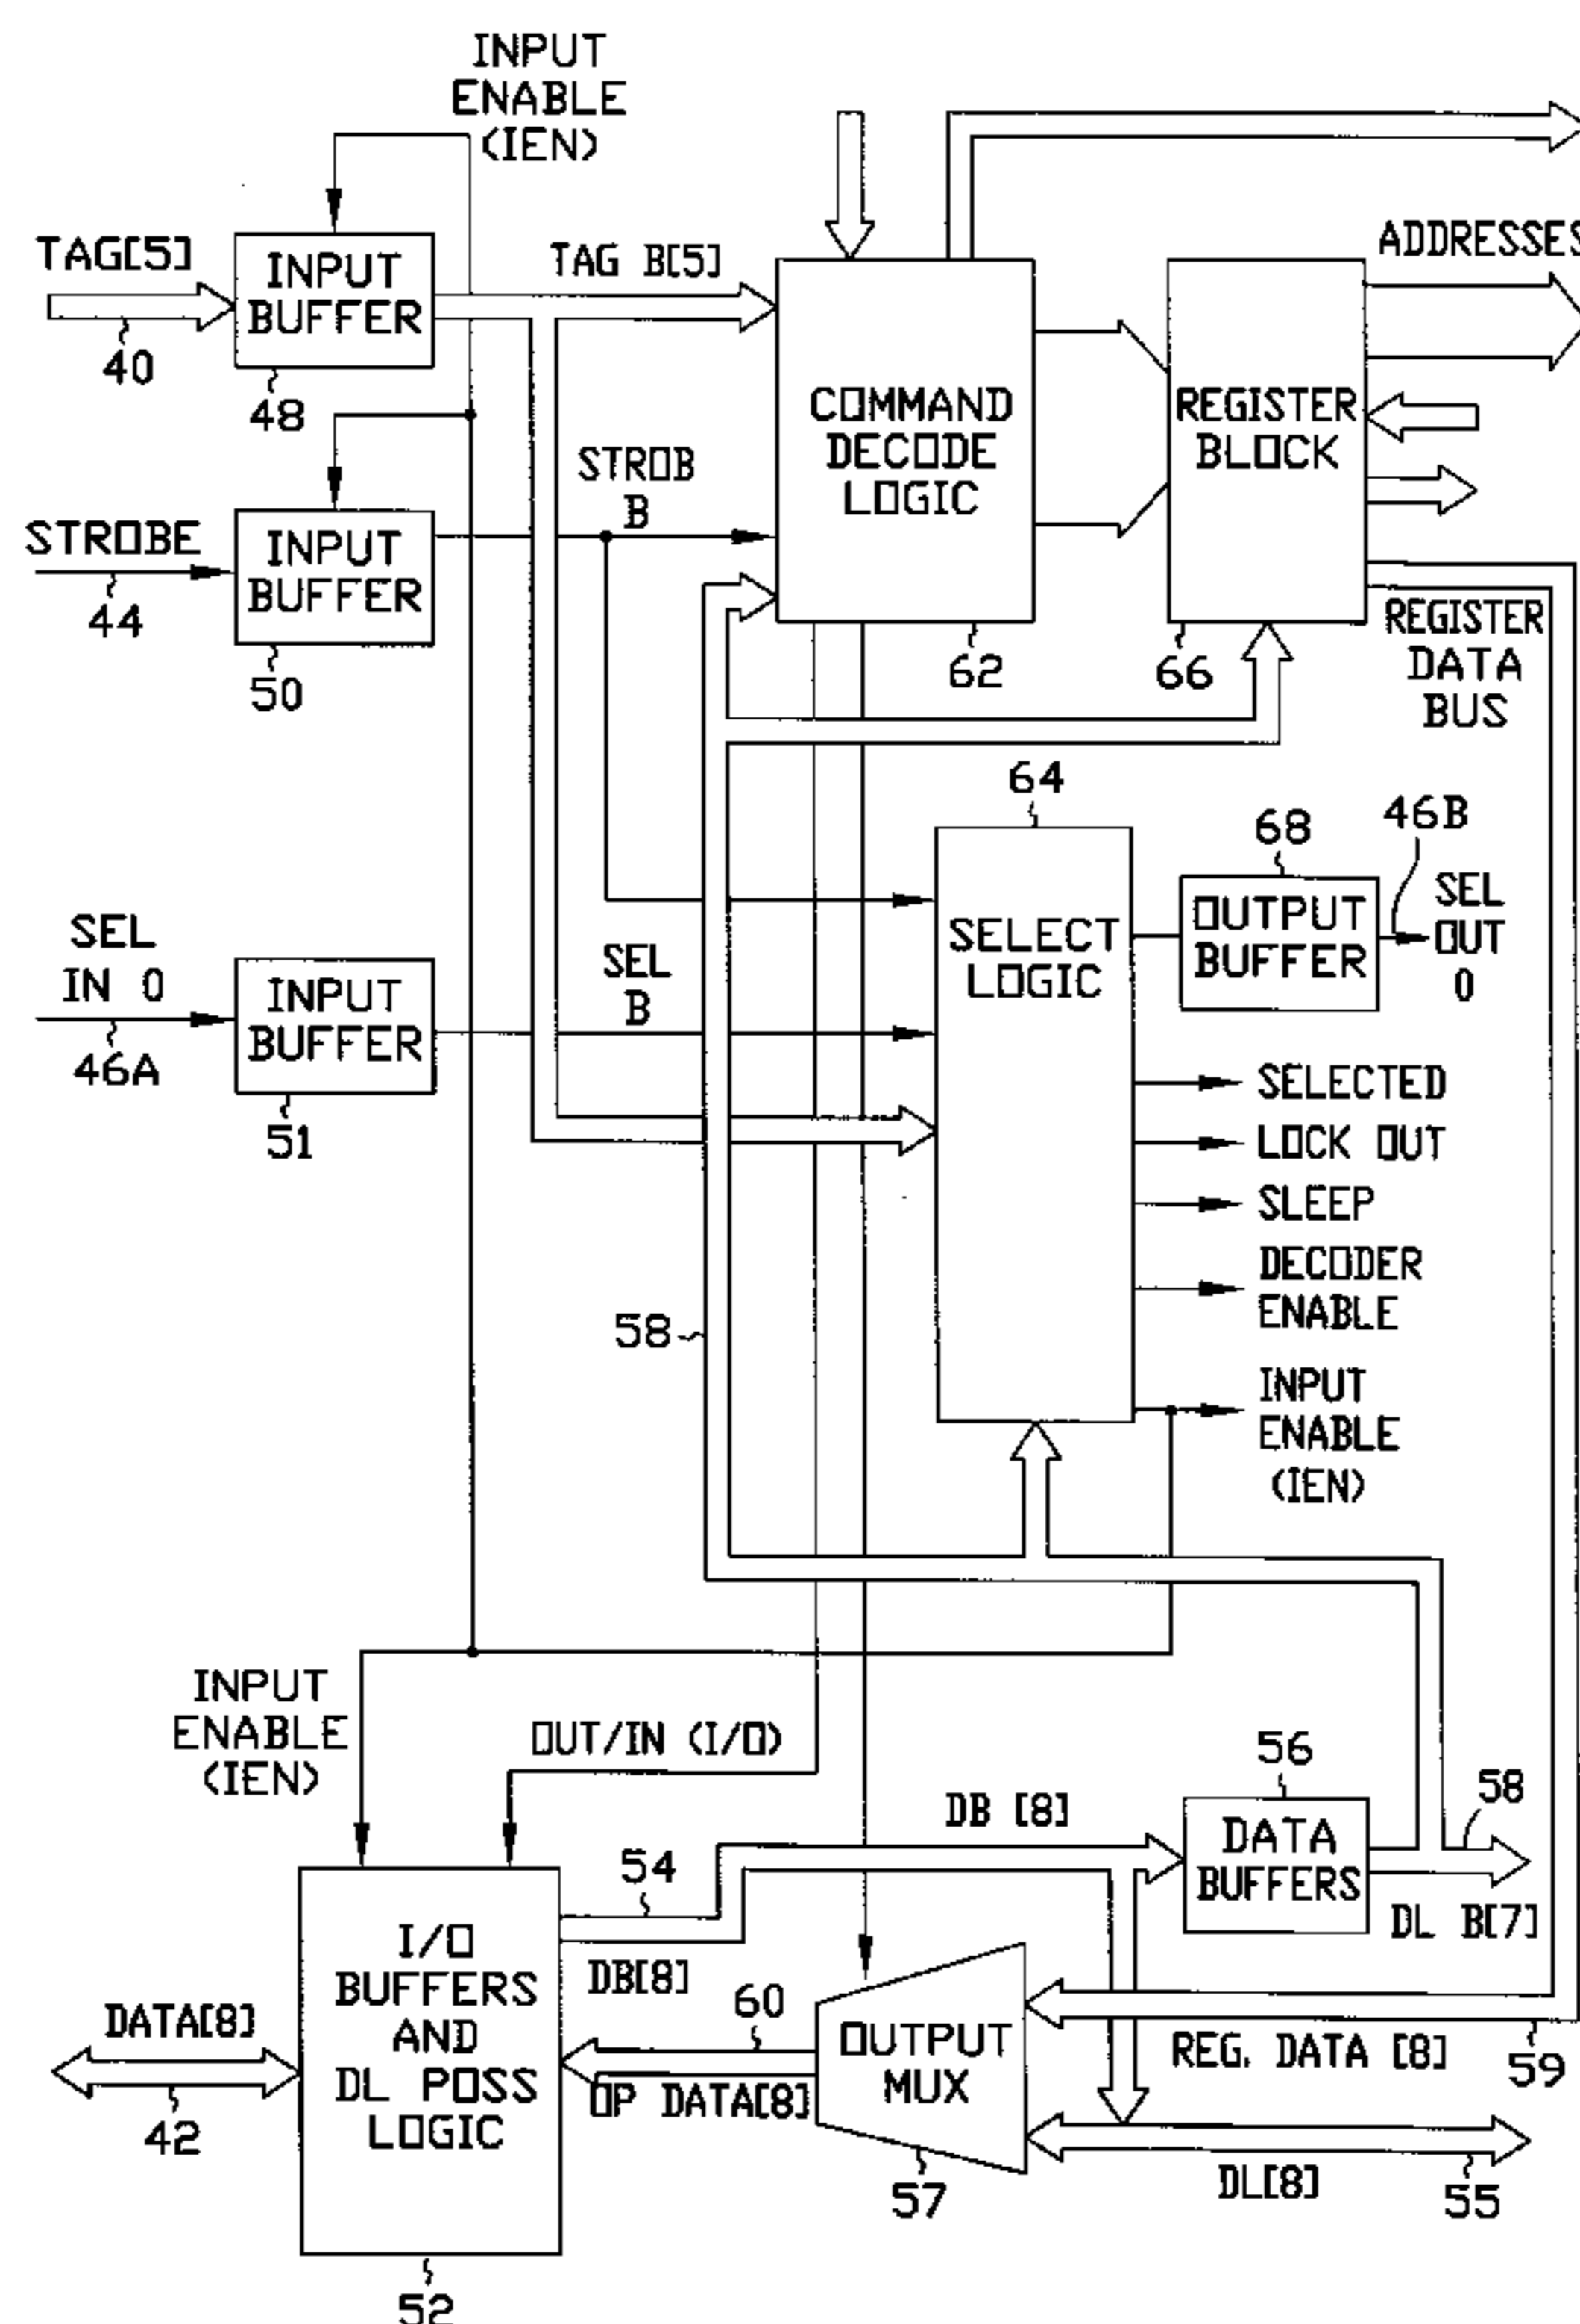 INPUT
ENABLE
(IEN)
TAG[5]
40
INPUT
BUFFER
48
TAG B[5]
ADDRESSES
COMMAND
DECODE
LOGIC
62
REGISTER
BLOCK
66
STROB
B
STROBE
44
INPUT
BUFFER
50
REGISTER
DATA
BUS
64
68
46B
SEL
OUT
0
OUTPUT
BUFFER
SELECT
LOGIC
SEL
IN 0
46A
INPUT
BUFFER
51
SEL
B
SELECTED
LOCK OUT
SLEEP
DECODER
ENABLE
58
INPUT
ENABLE
(IEN)
INPUT
ENABLE
(IEN)
OUT/IN (I/O)
56
58
DB [8]
DATA
BUFFERS
54
DL B[7]
I/O
BUFFERS
AND
DL POSS
LOGIC
DB[8]
60
DATA[8]
42
OUTPUT
MUX
REG. DATA [8]
59
OP DATA[8]
57
DL[8]
55
52